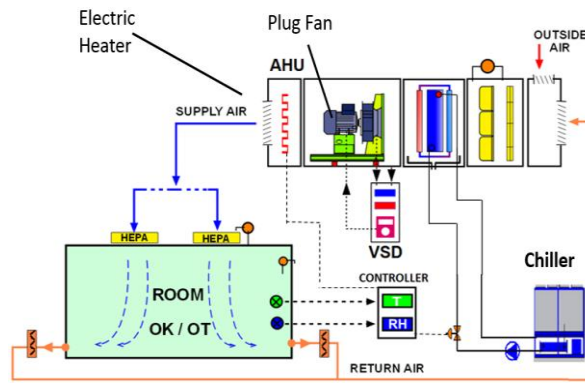 Electric
Heater
Plug Fan
OUTSIDE
AIR
AHU
SUPPLY AIR
HEPA
HEPA
VSD
CONTROLLER
Chiller
ROOM
OK / OT
T
RH
RETURN AIR